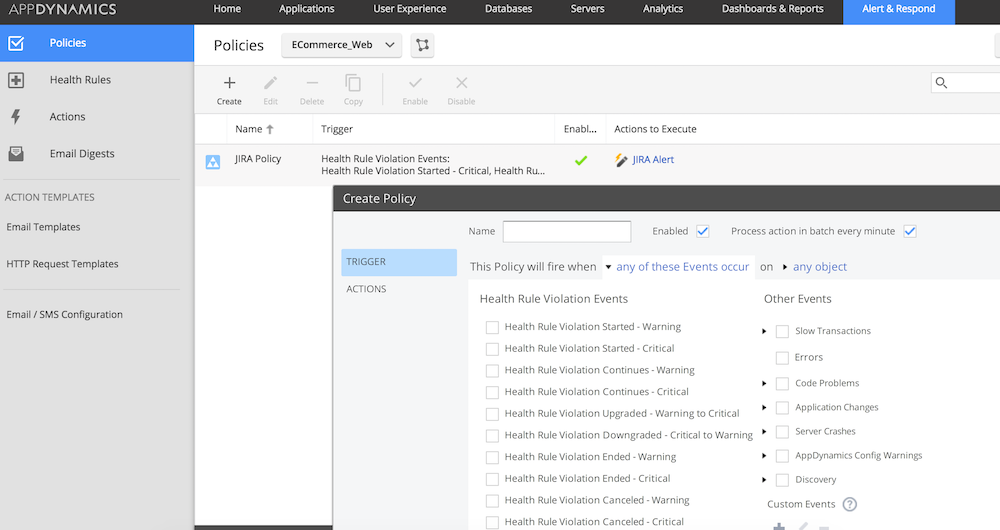 APPDYNAMICS
Home Applications User Experience Databases Servers Analytics Dashboards & Reports Alert & Respond
Policies
Health Rules
Actions
Email Digests
ACTION TEMPLATES
Email Templates
HTTP Request Templates
Email / SMS Configuration
Policies ECommerce_Web
Create Edit Delete Copy Enable Disable
Name Trigger Enabl... Actions to Execute
JIRA Policy Health Rule Violation Events: JIRA Alert
Health Rule Violation Started - Critical, Health Ru...
Create Policy
Name Enabled Process action in batch every minute
TRIGGER
ACTIONS
This Policy will fire when any of these Events occur on any object
Health Rule Violation Events
Health Rule Violation Started - Warning
Health Rule Violation Started - Critical
Health Rule Violation Continues - Warning
Health Rule Violation Continues - Critical
Health Rule Violation Upgraded - Warning to Critical
Health Rule Violation Downgraded - Critical to Warning
Health Rule Violation Ended - Warning
Health Rule Violation Ended - Critical
Health Rule Violation Canceled - Warning
Health Rule Violation Canceled - Critical
Other Events
Slow Transactions
Errors
Code Problems
Application Changes
Server Crashes
AppDynamics Config Warnings
Discovery
Custom Events ?